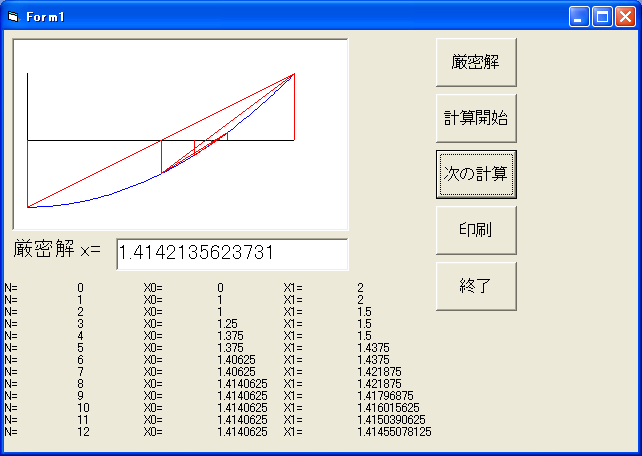 Form1
厳密解
計算開始
次の計算
印刷
終了
厳密解 x= 1.4142135623731
N= 0 X0= 0 X1= 2
N= 1 X0= 1 X1= 2
N= 2 X0= 1 X1= 1.5
N= 3 X0= 1.25 X1= 1.5
N= 4 X0= 1.375 X1= 1.5
N= 5 X0= 1.375 X1= 1.4375
N= 6 X0= 1.40625 X1= 1.4375
N= 7 X0= 1.40625 X1= 1.421875
N= 8 X0= 1.4140625 X1= 1.421875
N= 9 X0= 1.4140625 X1= 1.41796875
N= 10 X0= 1.4140625 X1= 1.416015625
N= 11 X0= 1.4140625 X1= 1.4150390625
N= 12 X0= 1.4140625 X1= 1.41455078125